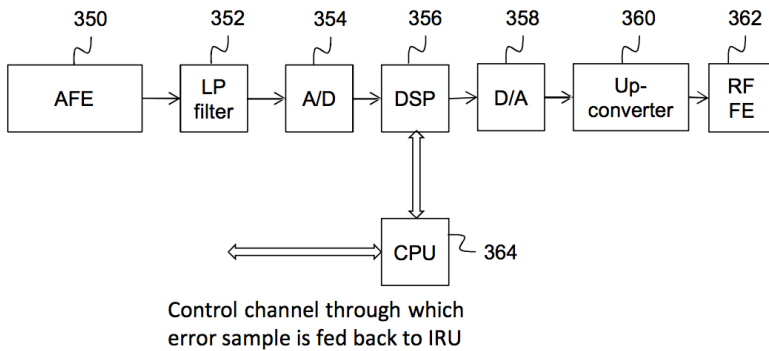 350
352
354
356
358
360
362
AFE
LP
filter
A/D
DSP
D/A
Up-
converter
RF
FE
CPU
364
Control channel through which
error sample is fed back to IRU